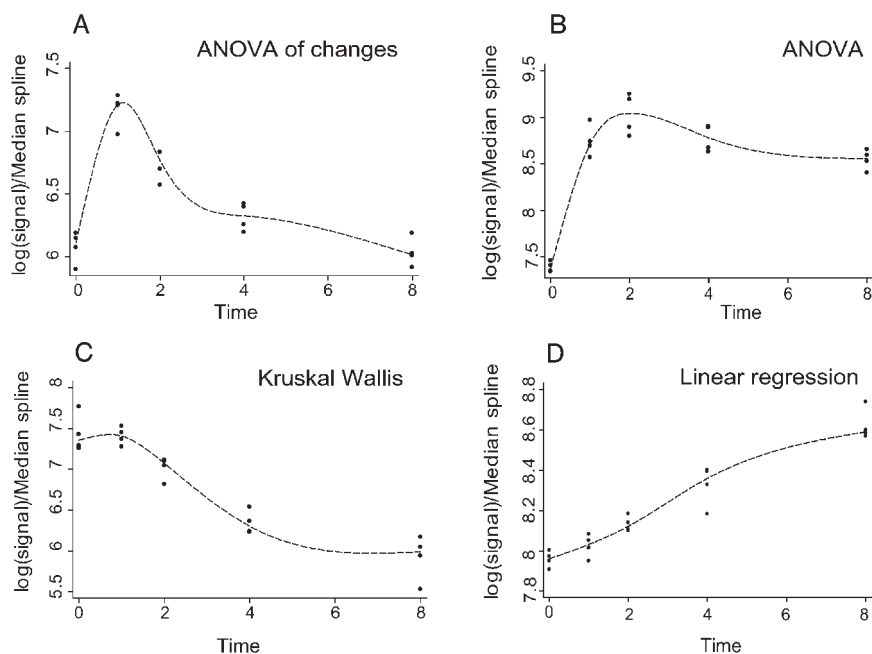 A
ANOVA of changes
log(signal)/Median spline
7.5
7
6.5
6
0 2 4 6 8
Time
B
ANOVA
log(signal)/Median spline
9.5
9
8.5
8
7.5
0 2 4 6 8
Time
C
Kruskal Wallis
log(signal)/Median spline
8
7.5
7
6.5
6
5.5
0 2 4 6 8
Time
D
Linear regression
log(signal)/Median spline
8.8
8.6
8.4
8.2
8
7.8
0 2 4 6 8
Time